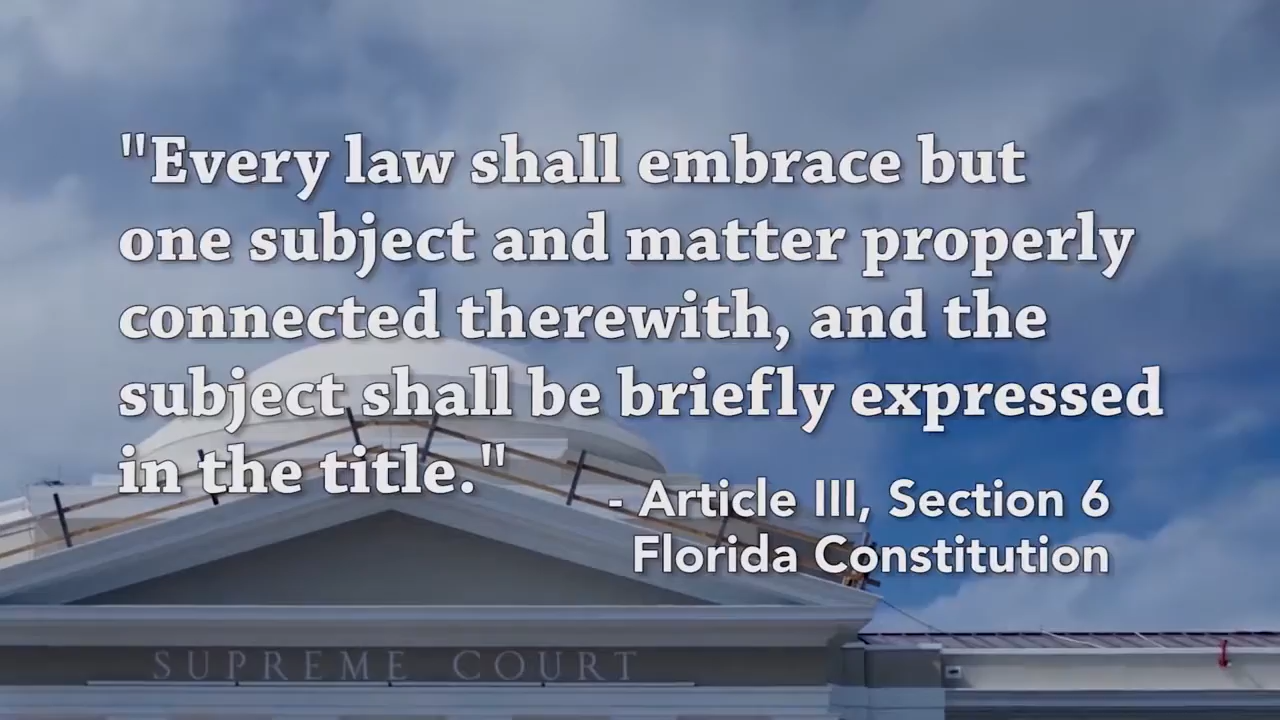 "Every law shall embrace but
one subject and matter properly
connected therewith, and the
subject shall be briefly expressed
in the title."
- Article III, Section 6
Florida Constitution
SUPREME COURT